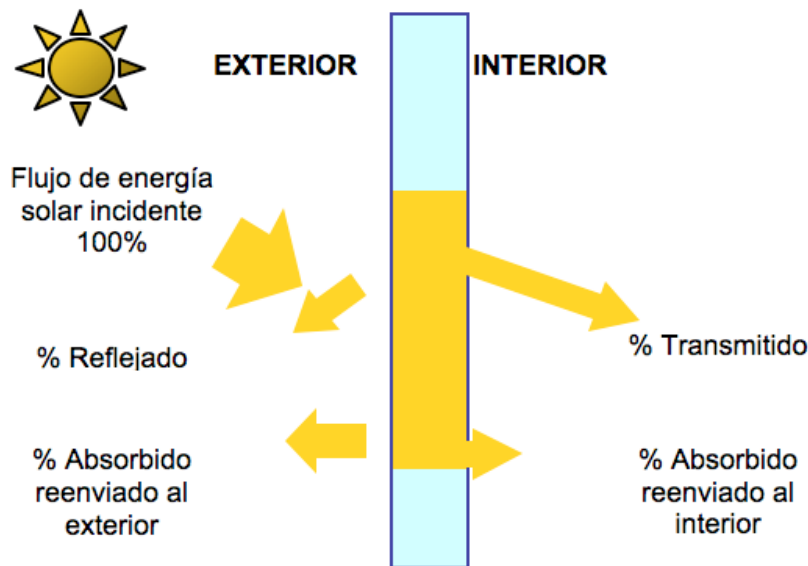 EXTERIOR
INTERIOR
Flujo de energía
solar incidente
100%
% Reflejado
% Transmitido
% Absorbido
reenviado al
exterior
% Absorbido
reenviado al
interior